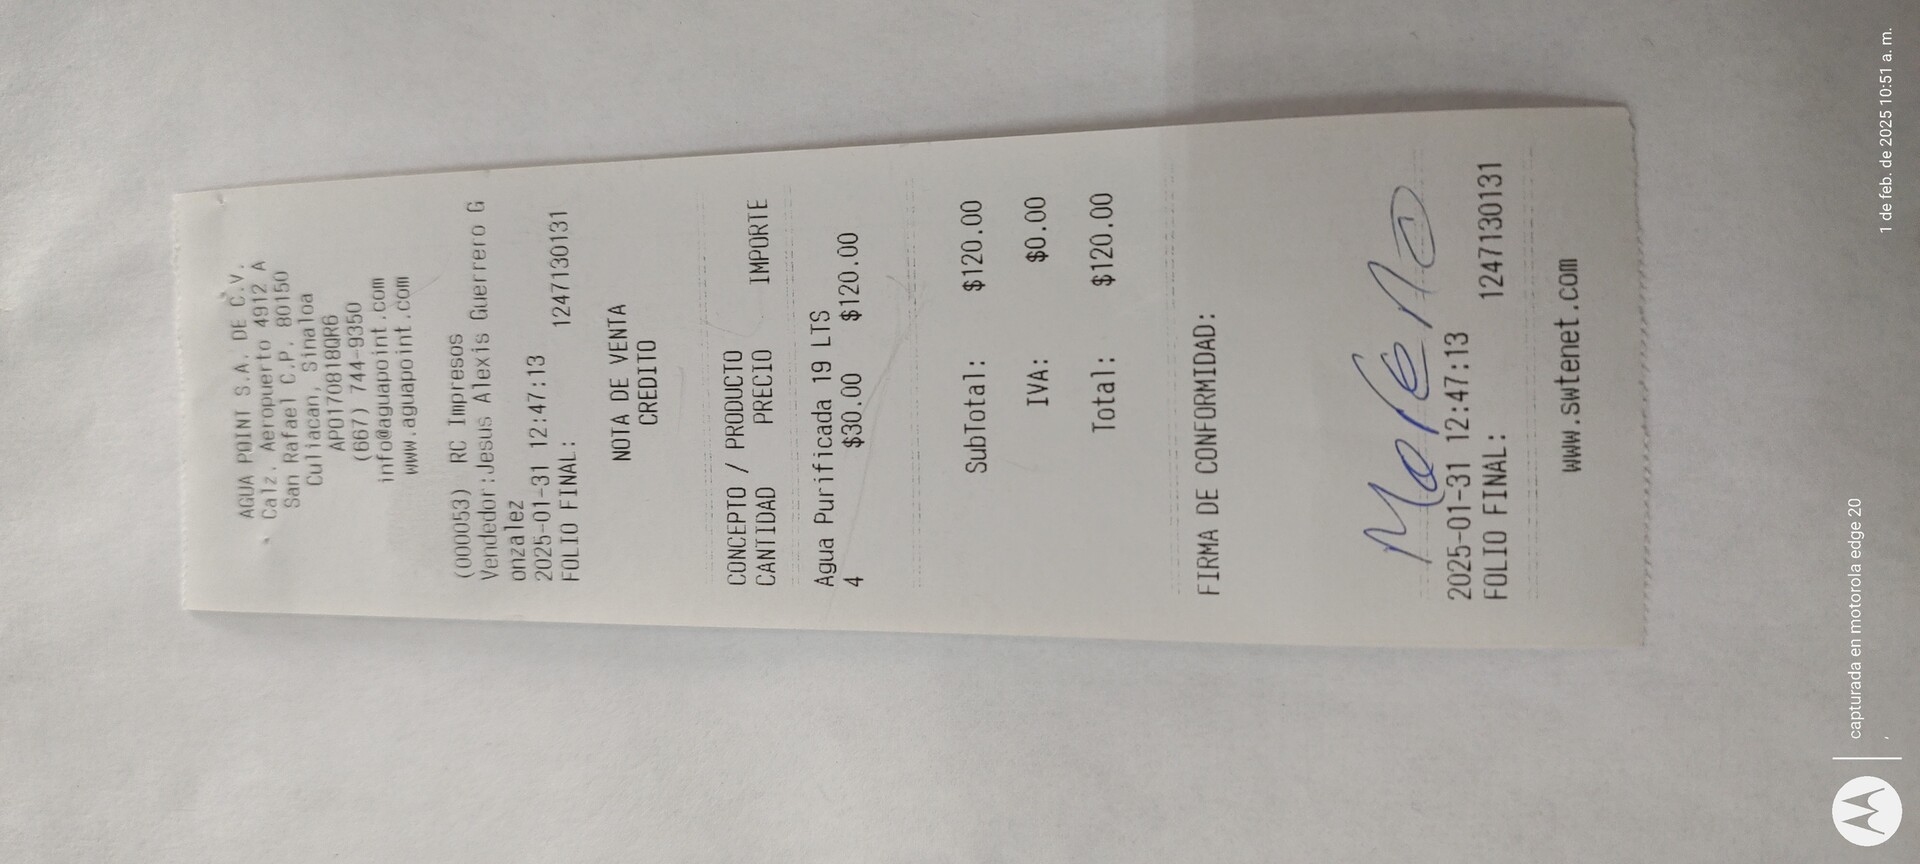 AGUA POINT S.A. DE C.V.
Calz. Aeropuerto 4912 A
San Rafael C.P. 80150
Culiacan, Sinaloa
APO170818QR6
(667) 744-9350
info@aguapoint.com
www.aguapoint.com
(000053) RC Impresos
Vendedor:Jesus Alexis Guerrero G
onzalez
2025-01-31 12:47:13
FOLIO FINAL: 1247130131
NOTA DE VENTA
CREDITO
CONCEPTO / PRODUCTO
CANTIDAD PRECIO IMPORTE
Agua Purificada 19 LTS
4 $30.00 $120.00
SubTotal: $120.00
IVA: $0.00
Total: $120.00
FIRMA DE CONFORMIDAD:
Moreno
2025-01-31 12:47:13
FOLIO FINAL: 1247130131
www.swtenet.com
capturada en motorola edge 20
1 de feb. de 2025 10:51 a. m.